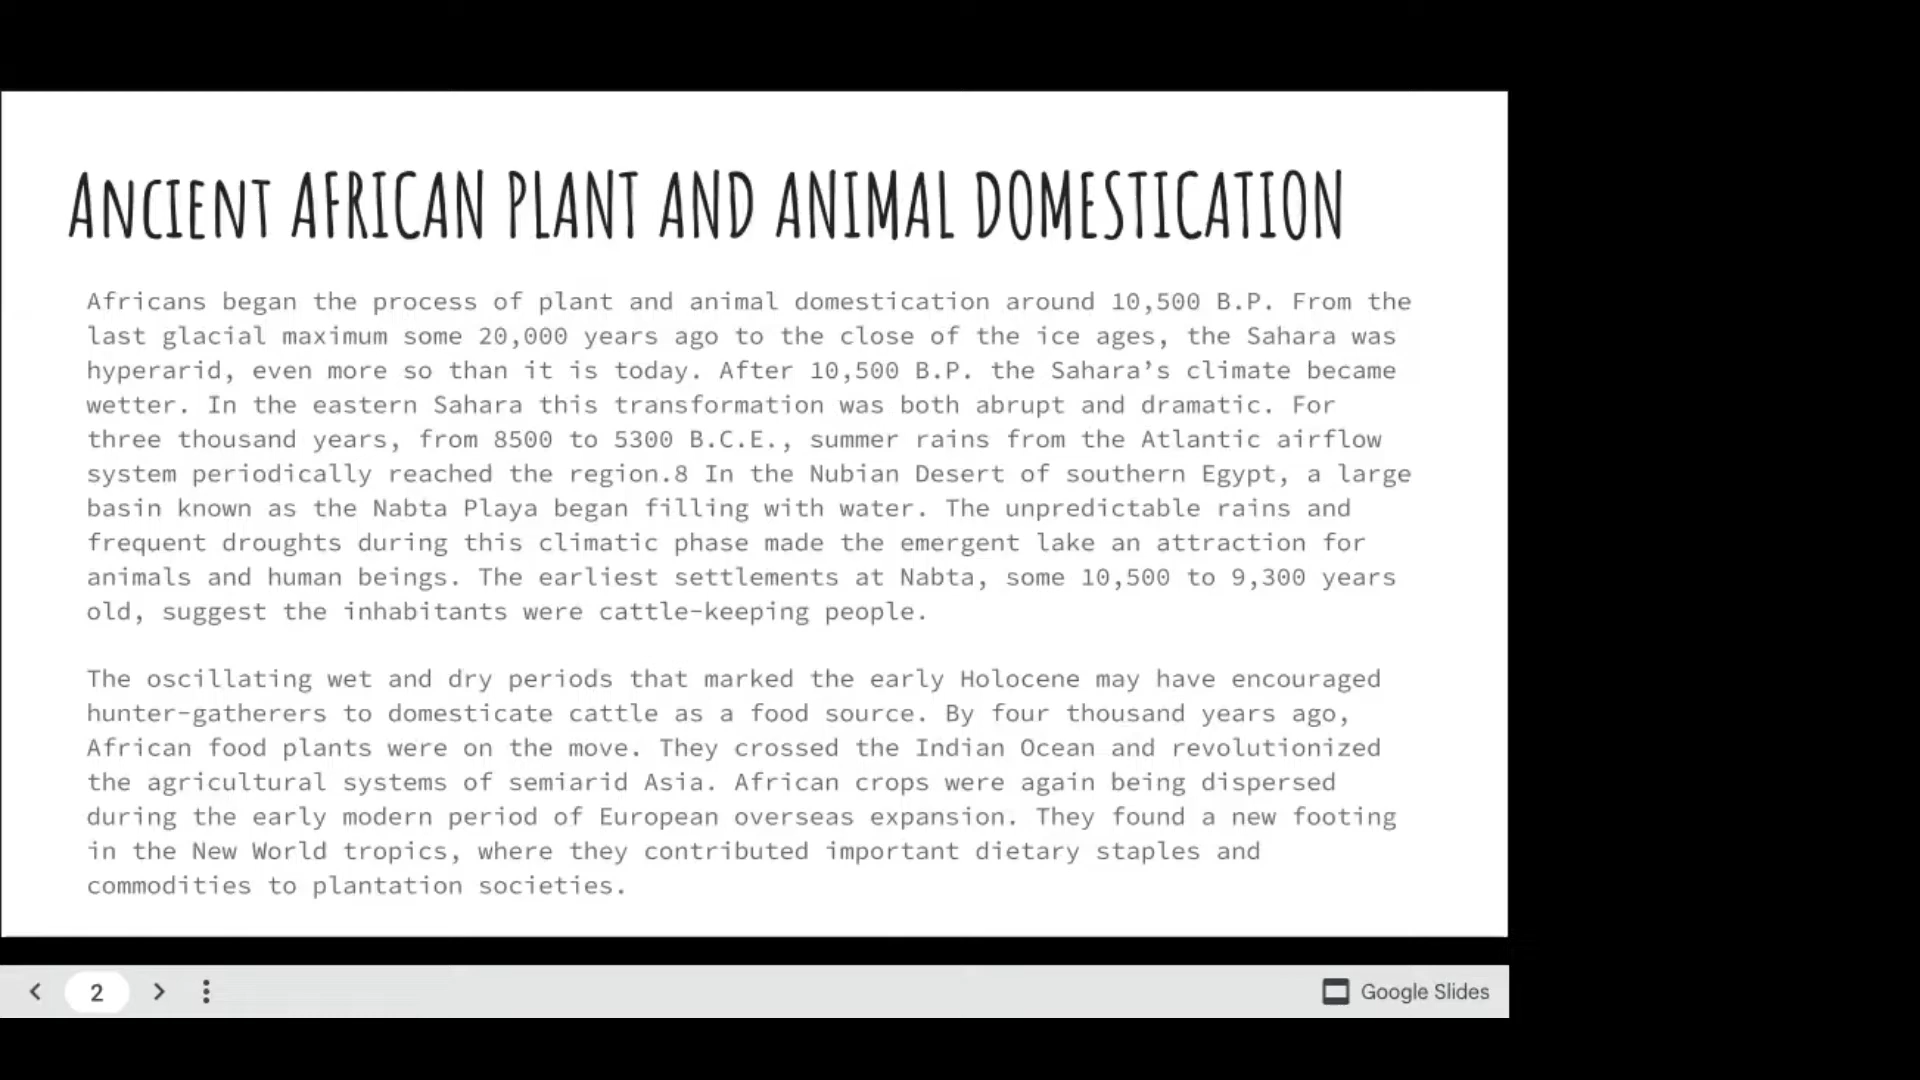 Ancient AFRICAN PLANT AND ANIMAL DOMESTICATION
Africans began the process of plant and animal domestication around 10,500 B.P. From the
last glacial maximum some 20,000 years ago to the close of the ice ages, the Sahara was
hyperarid, even more so than it is today. After 10,500 B.P. the Sahara’s climate became
wetter. In the eastern Sahara this transformation was both abrupt and dramatic. For
three thousand years, from 8500 to 5300 B.C.E., summer rains from the Atlantic airflow
system periodically reached the region.8 In the Nubian Desert of southern Egypt, a large
basin known as the Nabta Playa began filling with water. The unpredictable rains and
frequent droughts during this climatic phase made the emergent lake an attraction for
animals and human beings. The earliest settlements at Nabta, some 10,500 to 9,300 years
old, suggest the inhabitants were cattle-keeping people.
The oscillating wet and dry periods that marked the early Holocene may have encouraged
hunter-gatherers to domesticate cattle as a food source. By four thousand years ago,
African food plants were on the move. They crossed the Indian Ocean and revolutionized
the agricultural systems of semiarid Asia. African crops were again being dispersed
during the early modern period of European overseas expansion. They found a new footing
in the New World tropics, where they contributed important dietary staples and
commodities to plantation societies.
2
Google Slides